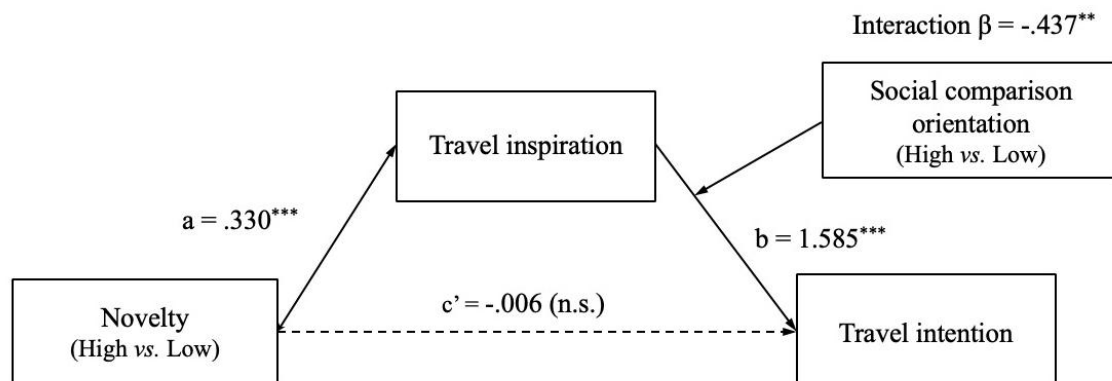 Interaction β = -.437**
Social comparison
orientation
(High vs. Low)
Travel inspiration
a = .330***
b = 1.585***
c’ = -.006 (n.s.)
Novelty
(High vs. Low)
Travel intention